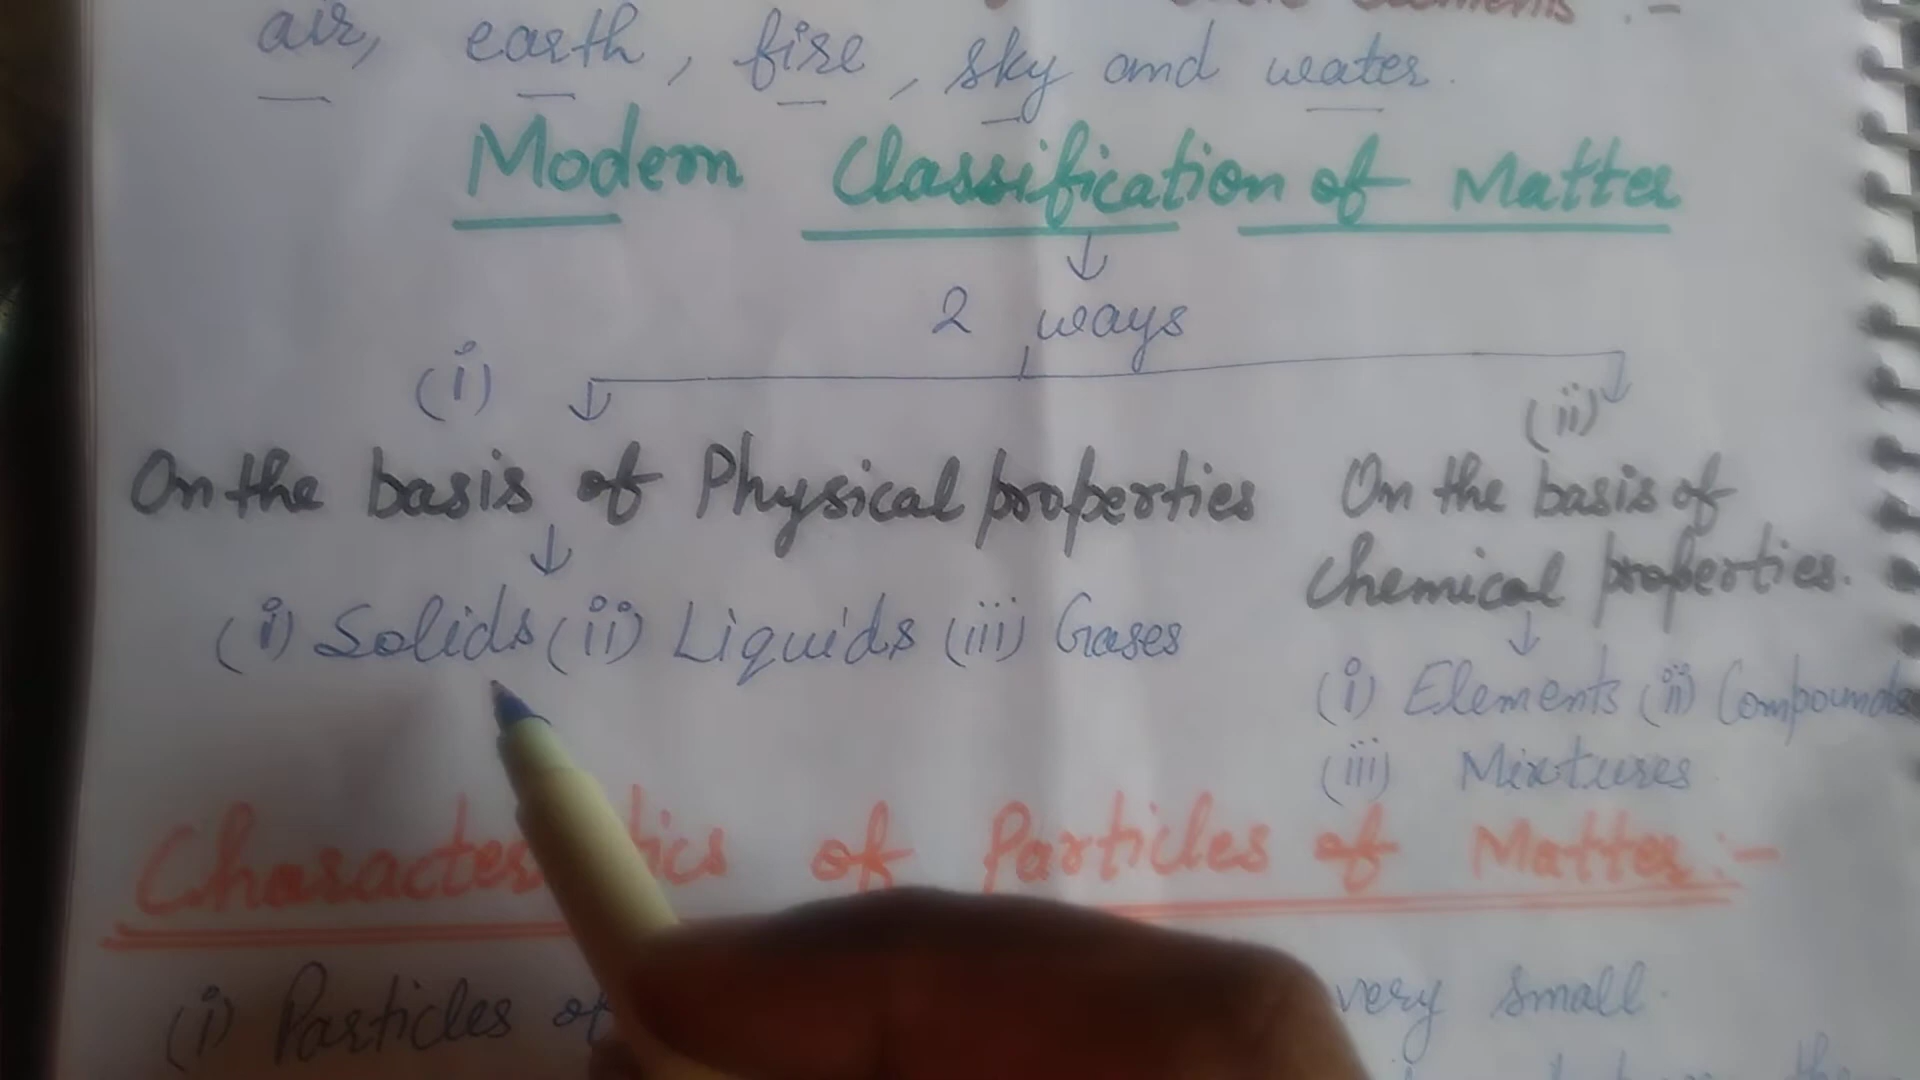 air, earth, fire, sky and water.
Modern Classification of Matter
2 ways
(i)
(ii)
On the basis of Physical properties
↓
(i) Solids (ii) Liquids (iii) Gases
On the basis of
Chemical properties.
↓
(i) Elements (ii) Compounds
(iii) Mixtures
Characteristics of Particles of Matter:-
(i) Particles of very small